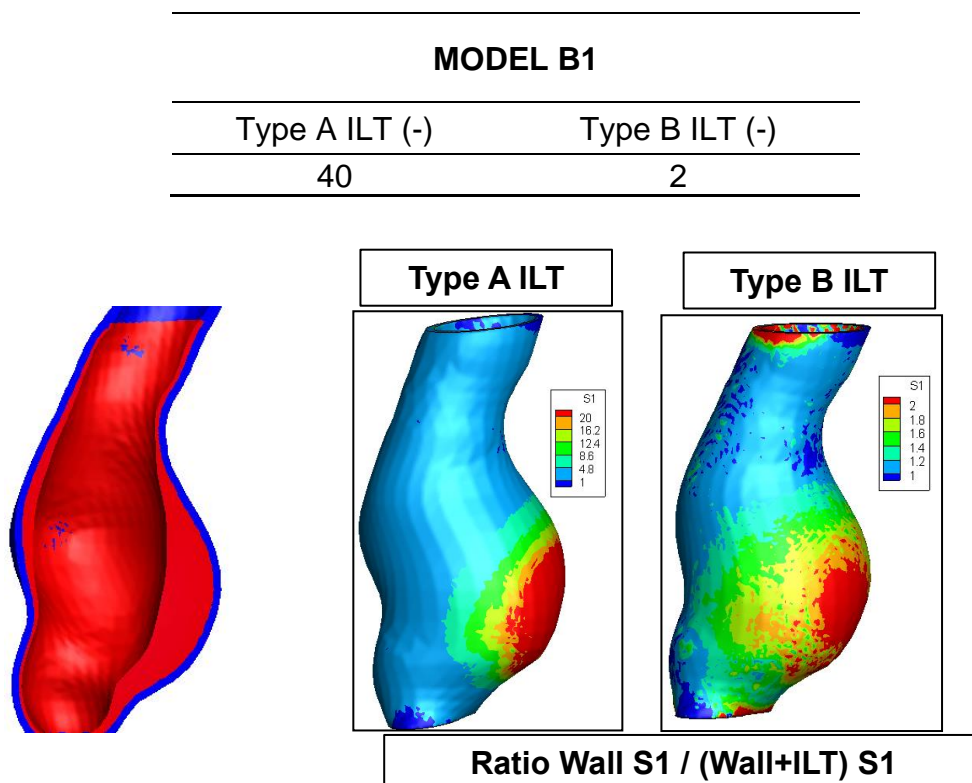 MODEL B1
Type A ILT (-) Type B ILT (-)
40 2
Type A ILT Type B ILT
S1
20
16.2
12.4
8.6
4.8
1
S1
2
1.8
1.6
1.4
1.2
1
Ratio Wall S1 / (Wall+ILT) S1